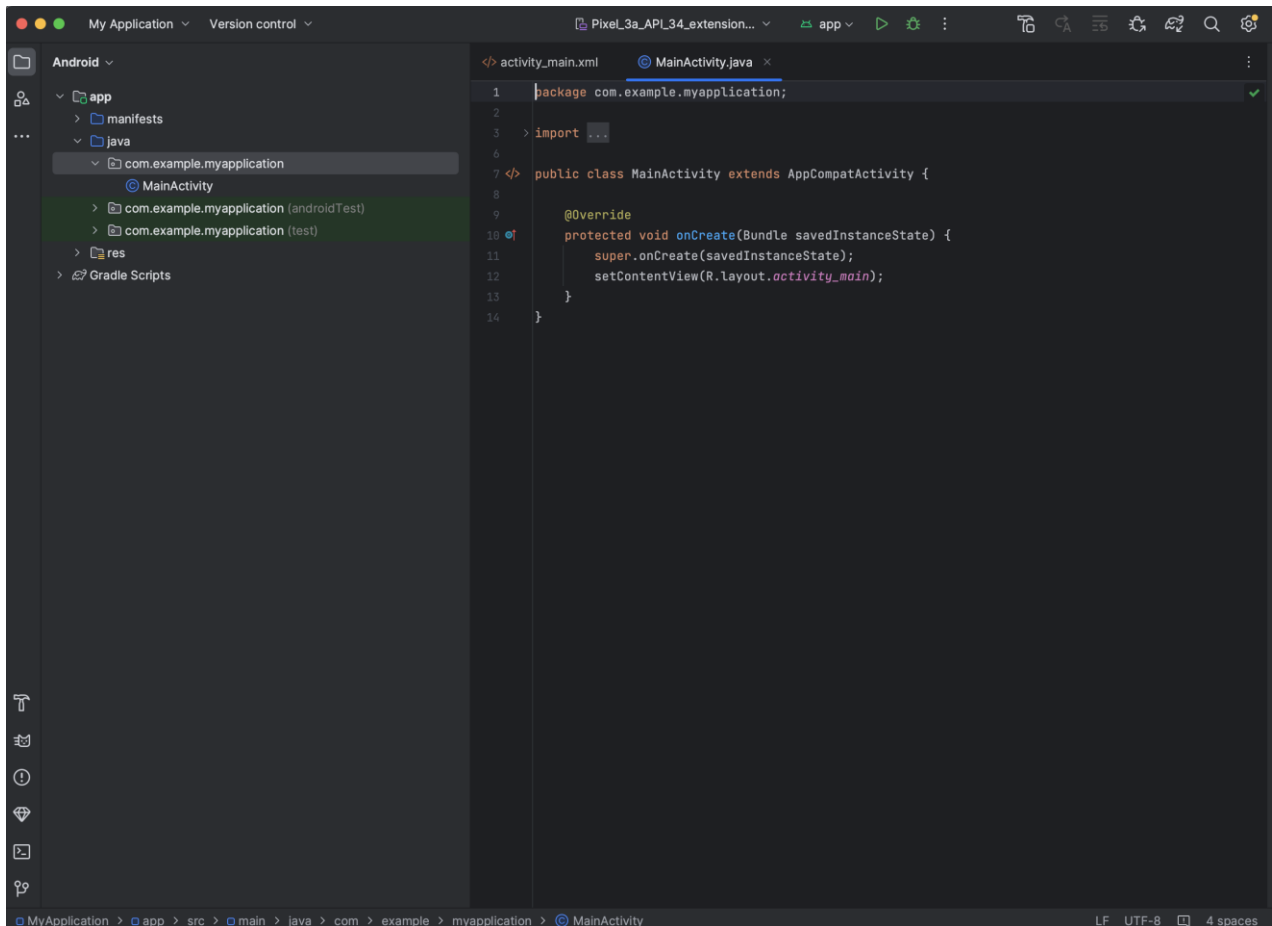 My Application
Version control
Pixel_3a_API_34_extension...
app
Android
app
manifests
java
com.example.myapplication
MainActivity
com.example.myapplication (androidTest)
com.example.myapplication (test)
res
Gradle Scripts
</> activity_main.xml
© MainActivity.java ×
1 package com.example.myapplication;
2
3 > import ...
6
7 </> public class MainActivity extends AppCompatActivity {
8
9 @Override
10 protected void onCreate(Bundle savedInstanceState) {
11 super.onCreate(savedInstanceState);
12 setContentView(R.layout.activity_main);
13 }
14 }
MyApplication > app > src > main > java > com > example > myapplication > MainActivity
LF UTF-8 4 spaces